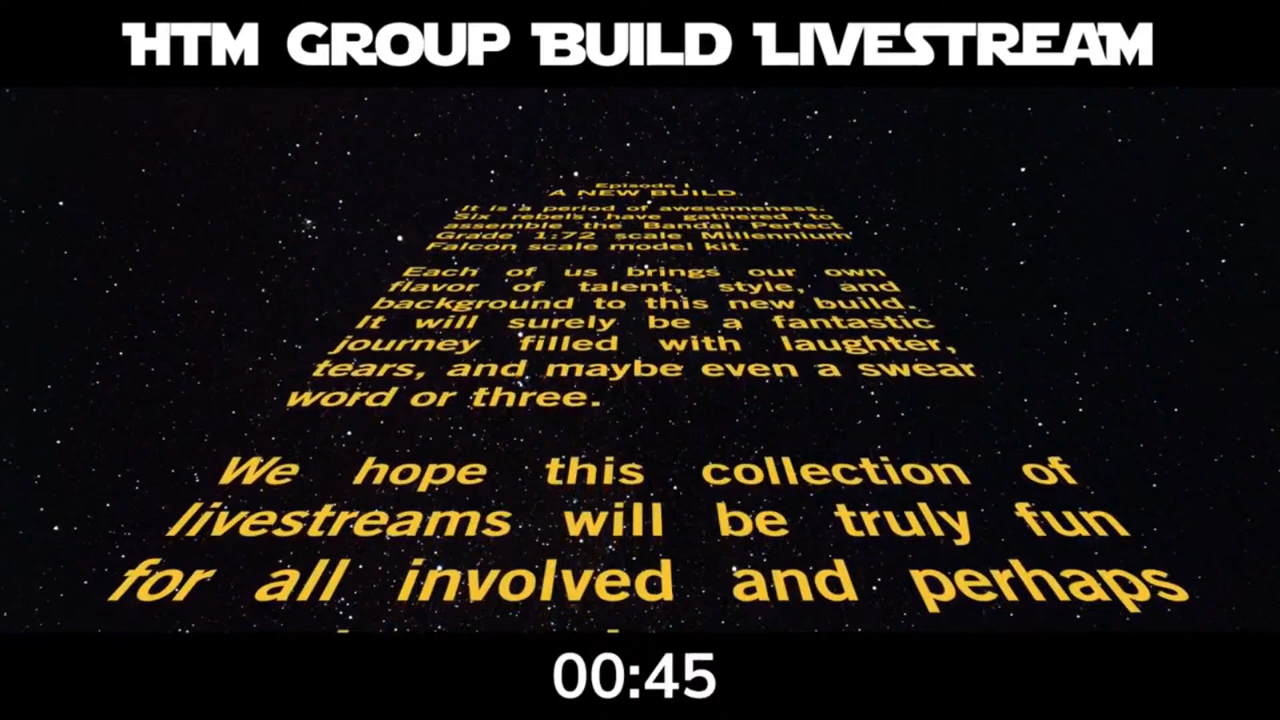 HTM GROUP BUILD LIVESTREAM
Episode I
A NEW BUILD
It is a period of awesomeness.
Six rebels have gathered to
assemble the Bandai Perfect
Grade 1:72 scale Millennium
Falcon scale model kit.
Each of us brings our own
flavor of talent, style, and
background to this new build.
It will surely be a fantastic
journey filled with laughter,
tears, and maybe even a swear
word or three.
We hope this collection of
livestreams will be truly fun
for all involved and perhaps
00:45